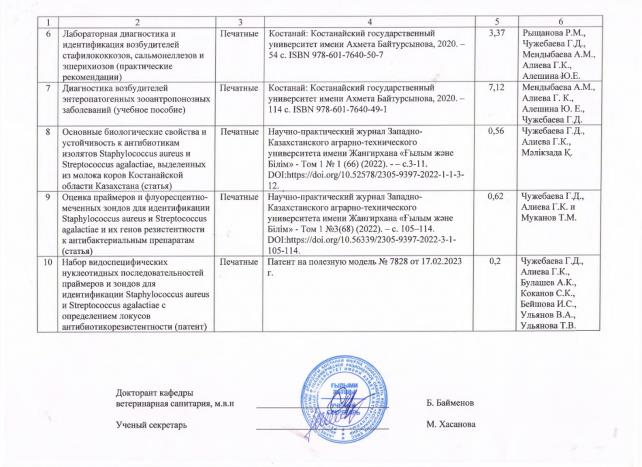 1 2 3 4 5 6
6 Лабораторная диагностика и идентификация возбудителей стафилококкозов, сальмонеллезов и эшерихиозов (практические рекомендации) Печатные Костанай: Костанайский государственный университет имени Ахмета Байтурсынова, 2020. – 54 с. ISBN 978-601-7640-50-7 3,37 Рыщанова Р.М., Чужебаева Г.Д., Мендыбаева А.М., Алиева Г.К., Алешина Ю.Е.
7 Диагностика возбудителей энтеропатогенных зооантропонозных заболеваний (учебное пособие) Печатные Костанай: Костанайский государственный университет имени Ахмета Байтурсынова, 2020. – 114 с. ISBN 978-601-7640-49-1 7,12 Мендыбаева А.М., Алиева Г. К., Алешина Ю. Е., Чужебаева Г.Д.
8 Основные биологические свойства и устойчивость к антибиотикам изолятов Staphylococcus aureus и Streptococcus agalactiae, выделенных из молока коров Костанайской области Казахстана (статья) Печатные Научно-практический журнал Западно-Казахстанского аграрно-технического университета имени Жангирхана «Ғылым және Білім» - Том 1 № 1 (66) (2022). - – с.3-11. DOI:https://doi.org/10.52578/2305-9397-2022-1-1-3-12. 0,56 Чужебаева Г.Д., Алиева Г.К., Мәлікзада Қ.
9 Оценка праймеров и флуоресцентно-меченных зондов для идентификации Staphylococcus aureus и Streptococcus agalactiae и их генов резистентности к антибактериальным препаратам (статья) Печатные Научно-практический журнал Западно-Казахстанского аграрно-технического университета имени Жангирхана «Ғылым және Білім» - Том 1 №3(68) (2022). – с. 105–114. DOI:https://doi.org/10.56339/2305-9397-2022-3-1-105-114. 0,62 Чужебаева Г.Д., Алиева Г.К. и Муканов Т.М.
10 Набор видоспецифических нуклеотидных последовательностей праймеров и зондов для идентификации Staphylococcus aureus и Streptococcus agalactiae с определением локусов антибиотикорезистентности (патент) Печатные Патент на полезную модель № 7828 от 17.02.2023 г. 0,2 Чужебаева Г.Д., Алиева Г.К., Булашев А.К., Коканов С.К., Бейшова И.С., Ульянов В.А., Ульянова Т.В.
Докторант кафедры
ветеринарная санитария, м.в.н Б. Байменов
Ученый секретарь М. Хасанова
ҒЫЛЫМИ